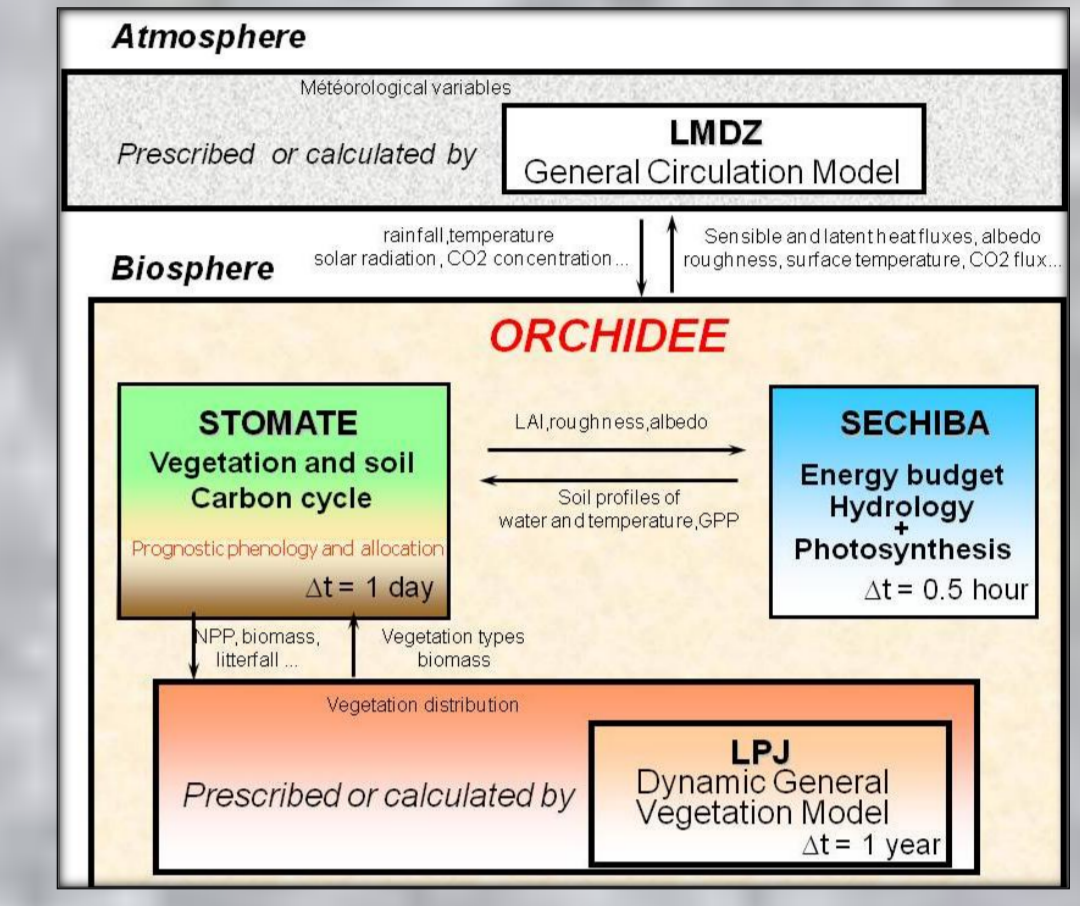 Atmosphere
Météorological variables
Prescribed or calculated by
LMDZ
General Circulation Model
rainfall,temperature
solar radiation, CO2 concentration...
Sensible and latent heat fluxes, albedo
roughness, surface temperature, CO2 flux...
Biosphere
ORCHIDEE
STOMATE
Vegetation and soil
Carbon cycle
Prognostic phenology and allocation
Δt = 1 day
LAI,roughness,albedo
Soil profiles of
water and temperature,GPP
SECHIBA
Energy budget
Hydrology
+
Photosynthesis
Δt = 0.5 hour
NPP, biomass,
litterfall ...
Vegetation types
biomass
Vegetation distribution
Prescribed or calculated by
LPJ
Dynamic General
Vegetation Model
Δt = 1 year